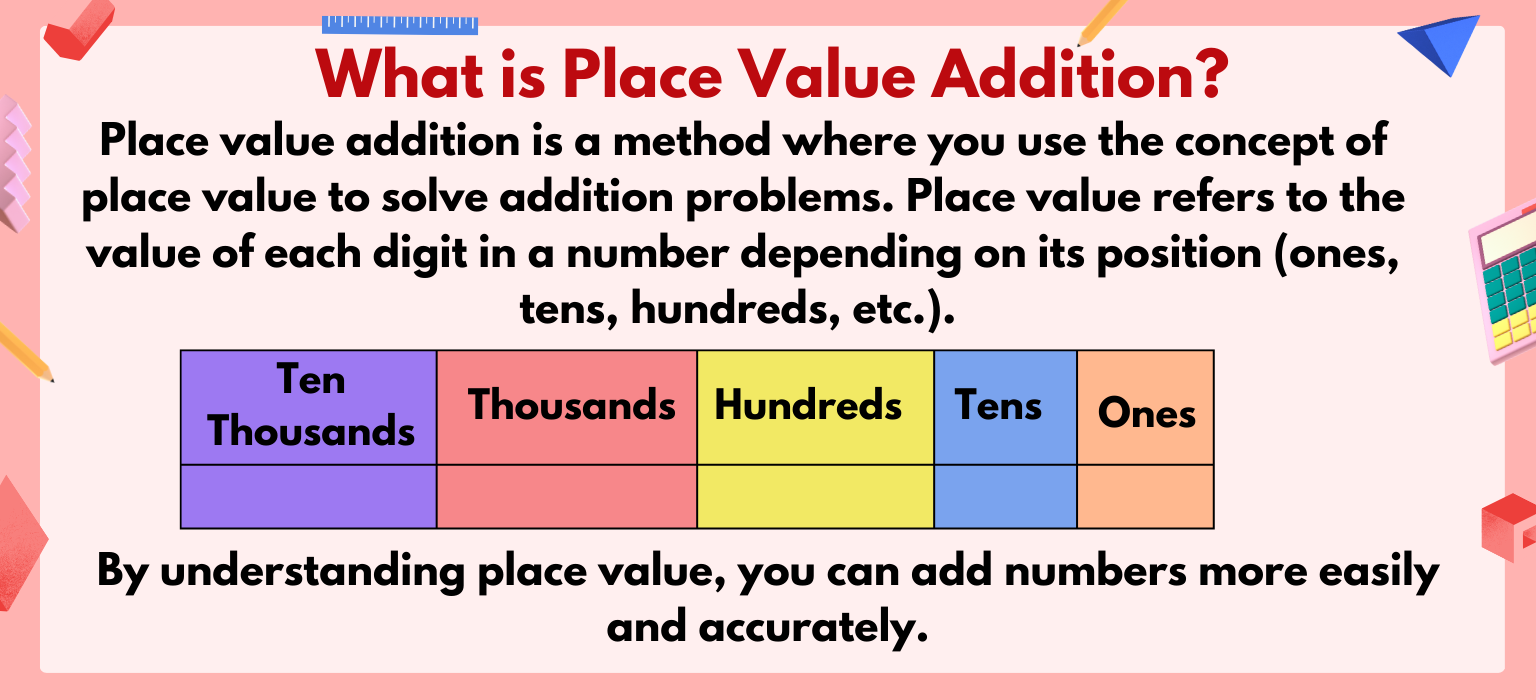 What is Place Value Addition?
Place value addition is a method where you use the concept of
place value to solve addition problems. Place value refers to the
value of each digit in a number depending on its position (ones,
tens, hundreds, etc.).
Ten
Thousands
Thousands
Hundreds
Tens
Ones
By understanding place value, you can add numbers more easily
and accurately.